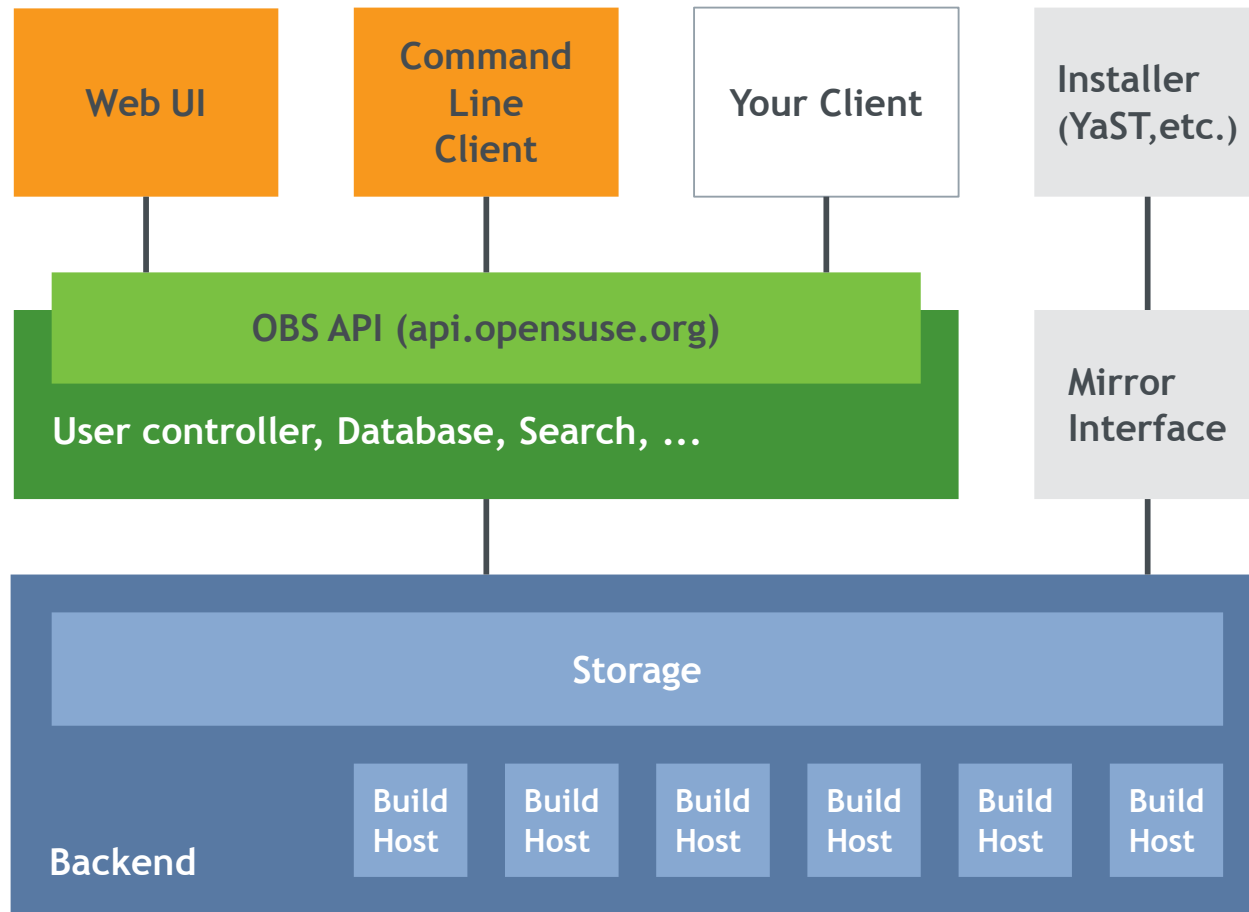 Web UI
Command
Line
Client
Your Client
Installer
(YaST,etc.)
OBS API (api.opensuse.org)
User controller, Database, Search, ...
Mirror
Interface
Storage
Build
Host
Build
Host
Build
Host
Build
Host
Build
Host
Build
Host
Backend